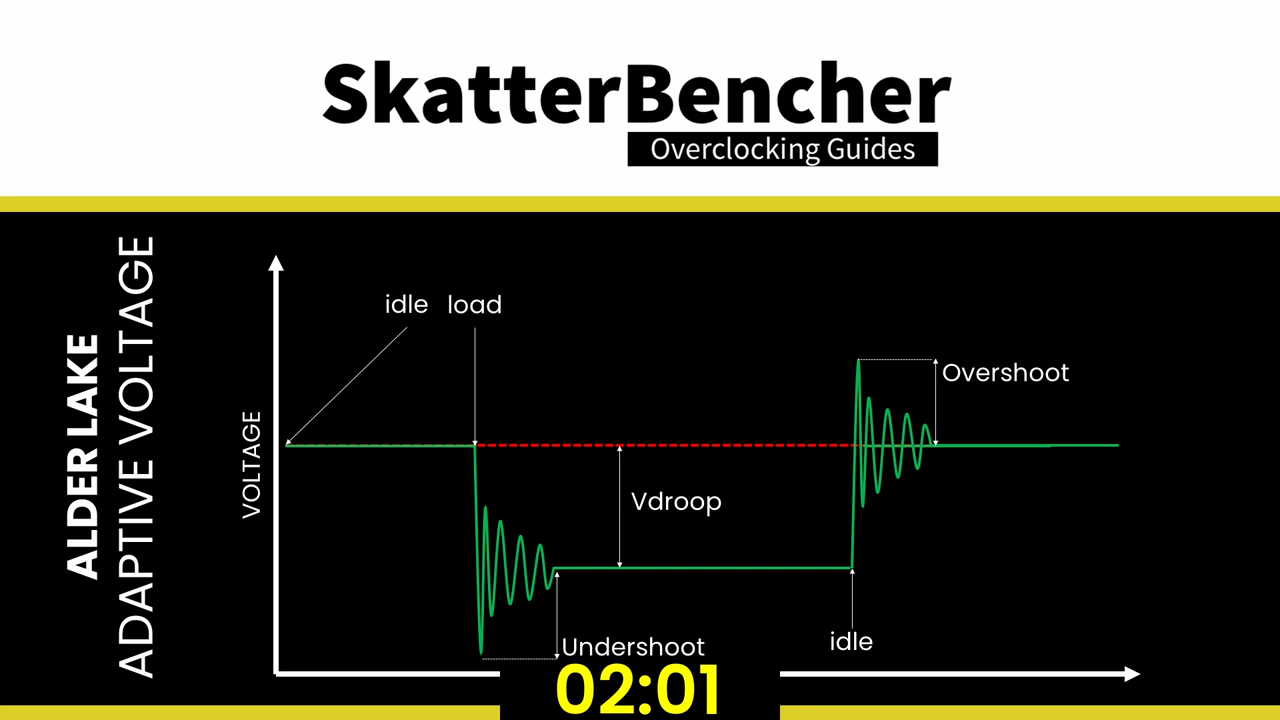 SkatterBencher
Overclocking Guides
ALDER LAKE
ADAPTIVE VOLTAGE
VOLTAGE
idle
load
Overshoot
Vdroop
Undershoot
idle
02:01